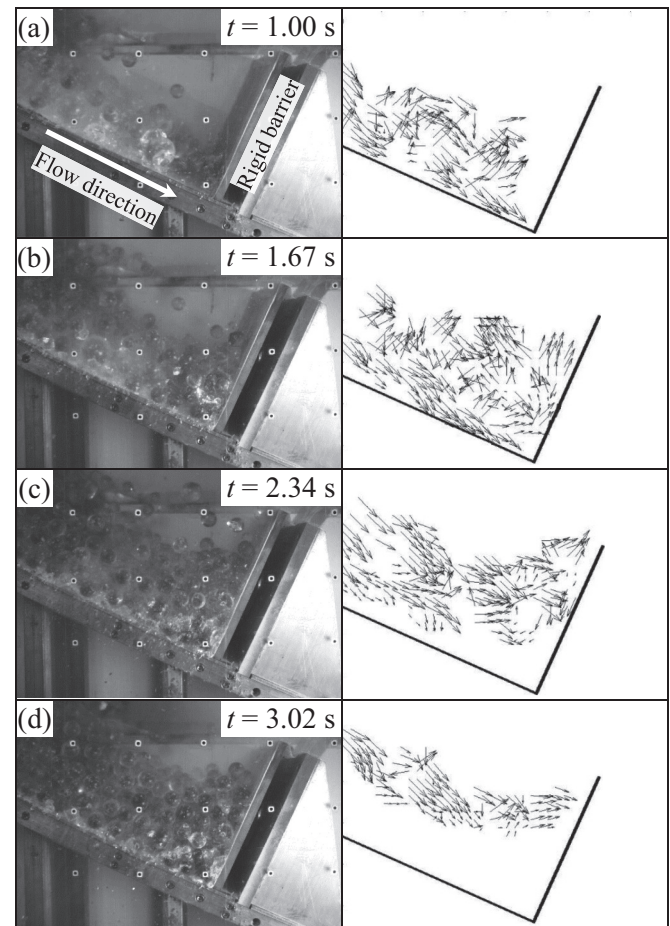 (a)
t = 1.00 s
Rigid barrier
Flow direction
(b)
t = 1.67 s
(c)
t = 2.34 s
(d)
t = 3.02 s